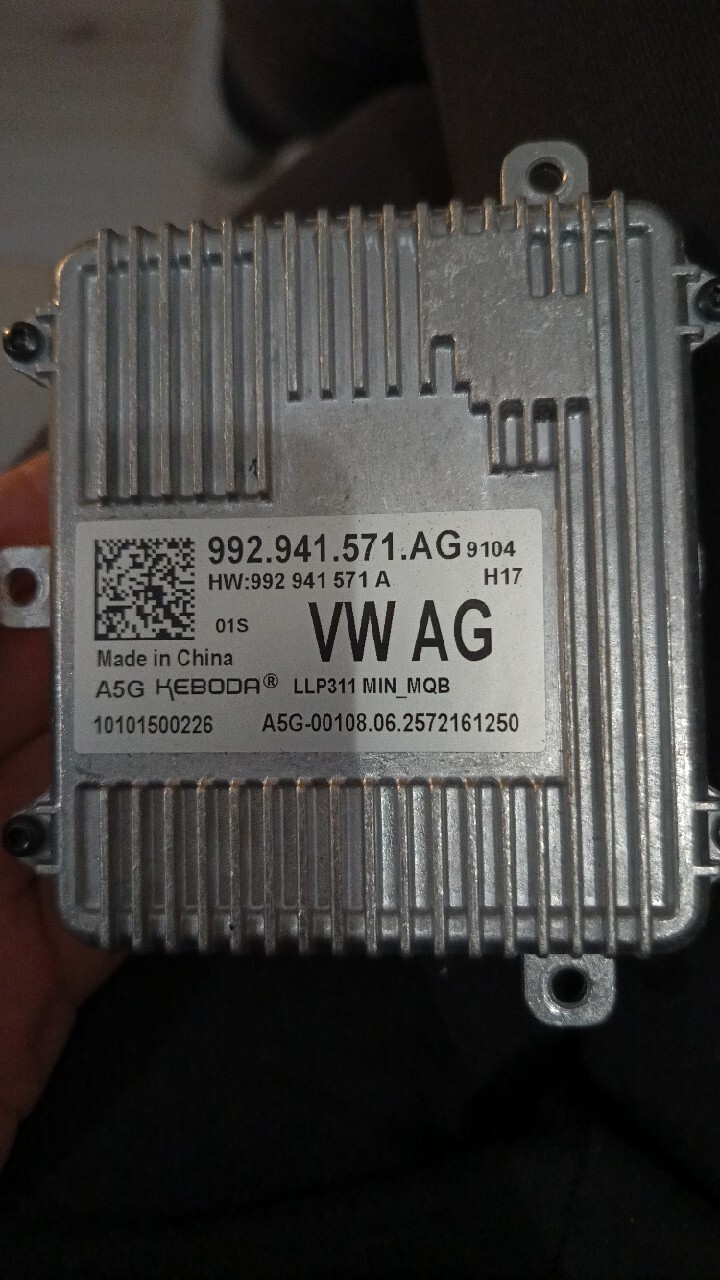 992.941.571.AG 9104
HW:992 941 571 A H17
01S VW AG
Made in China
A5G KEBODA® LLP311 MIN_MQB
10101500226 A5G-00108.06.2572161250